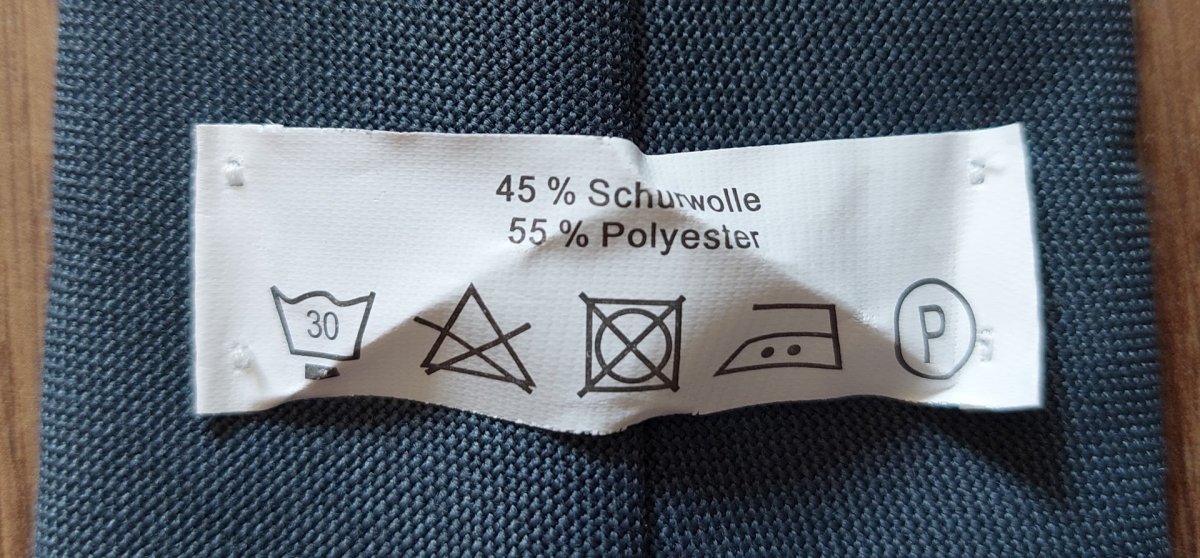 45 % Schurwolle
55 % Polyester
30
P